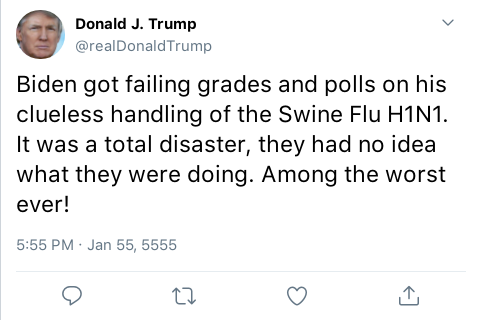 Donald J. Trump
@realDonaldTrump
Biden got failing grades and polls on his
clueless handling of the Swine Flu H1N1.
It was a total disaster, they had no idea
what they were doing. Among the worst
ever!
5:55 PM · Jan 55, 5555